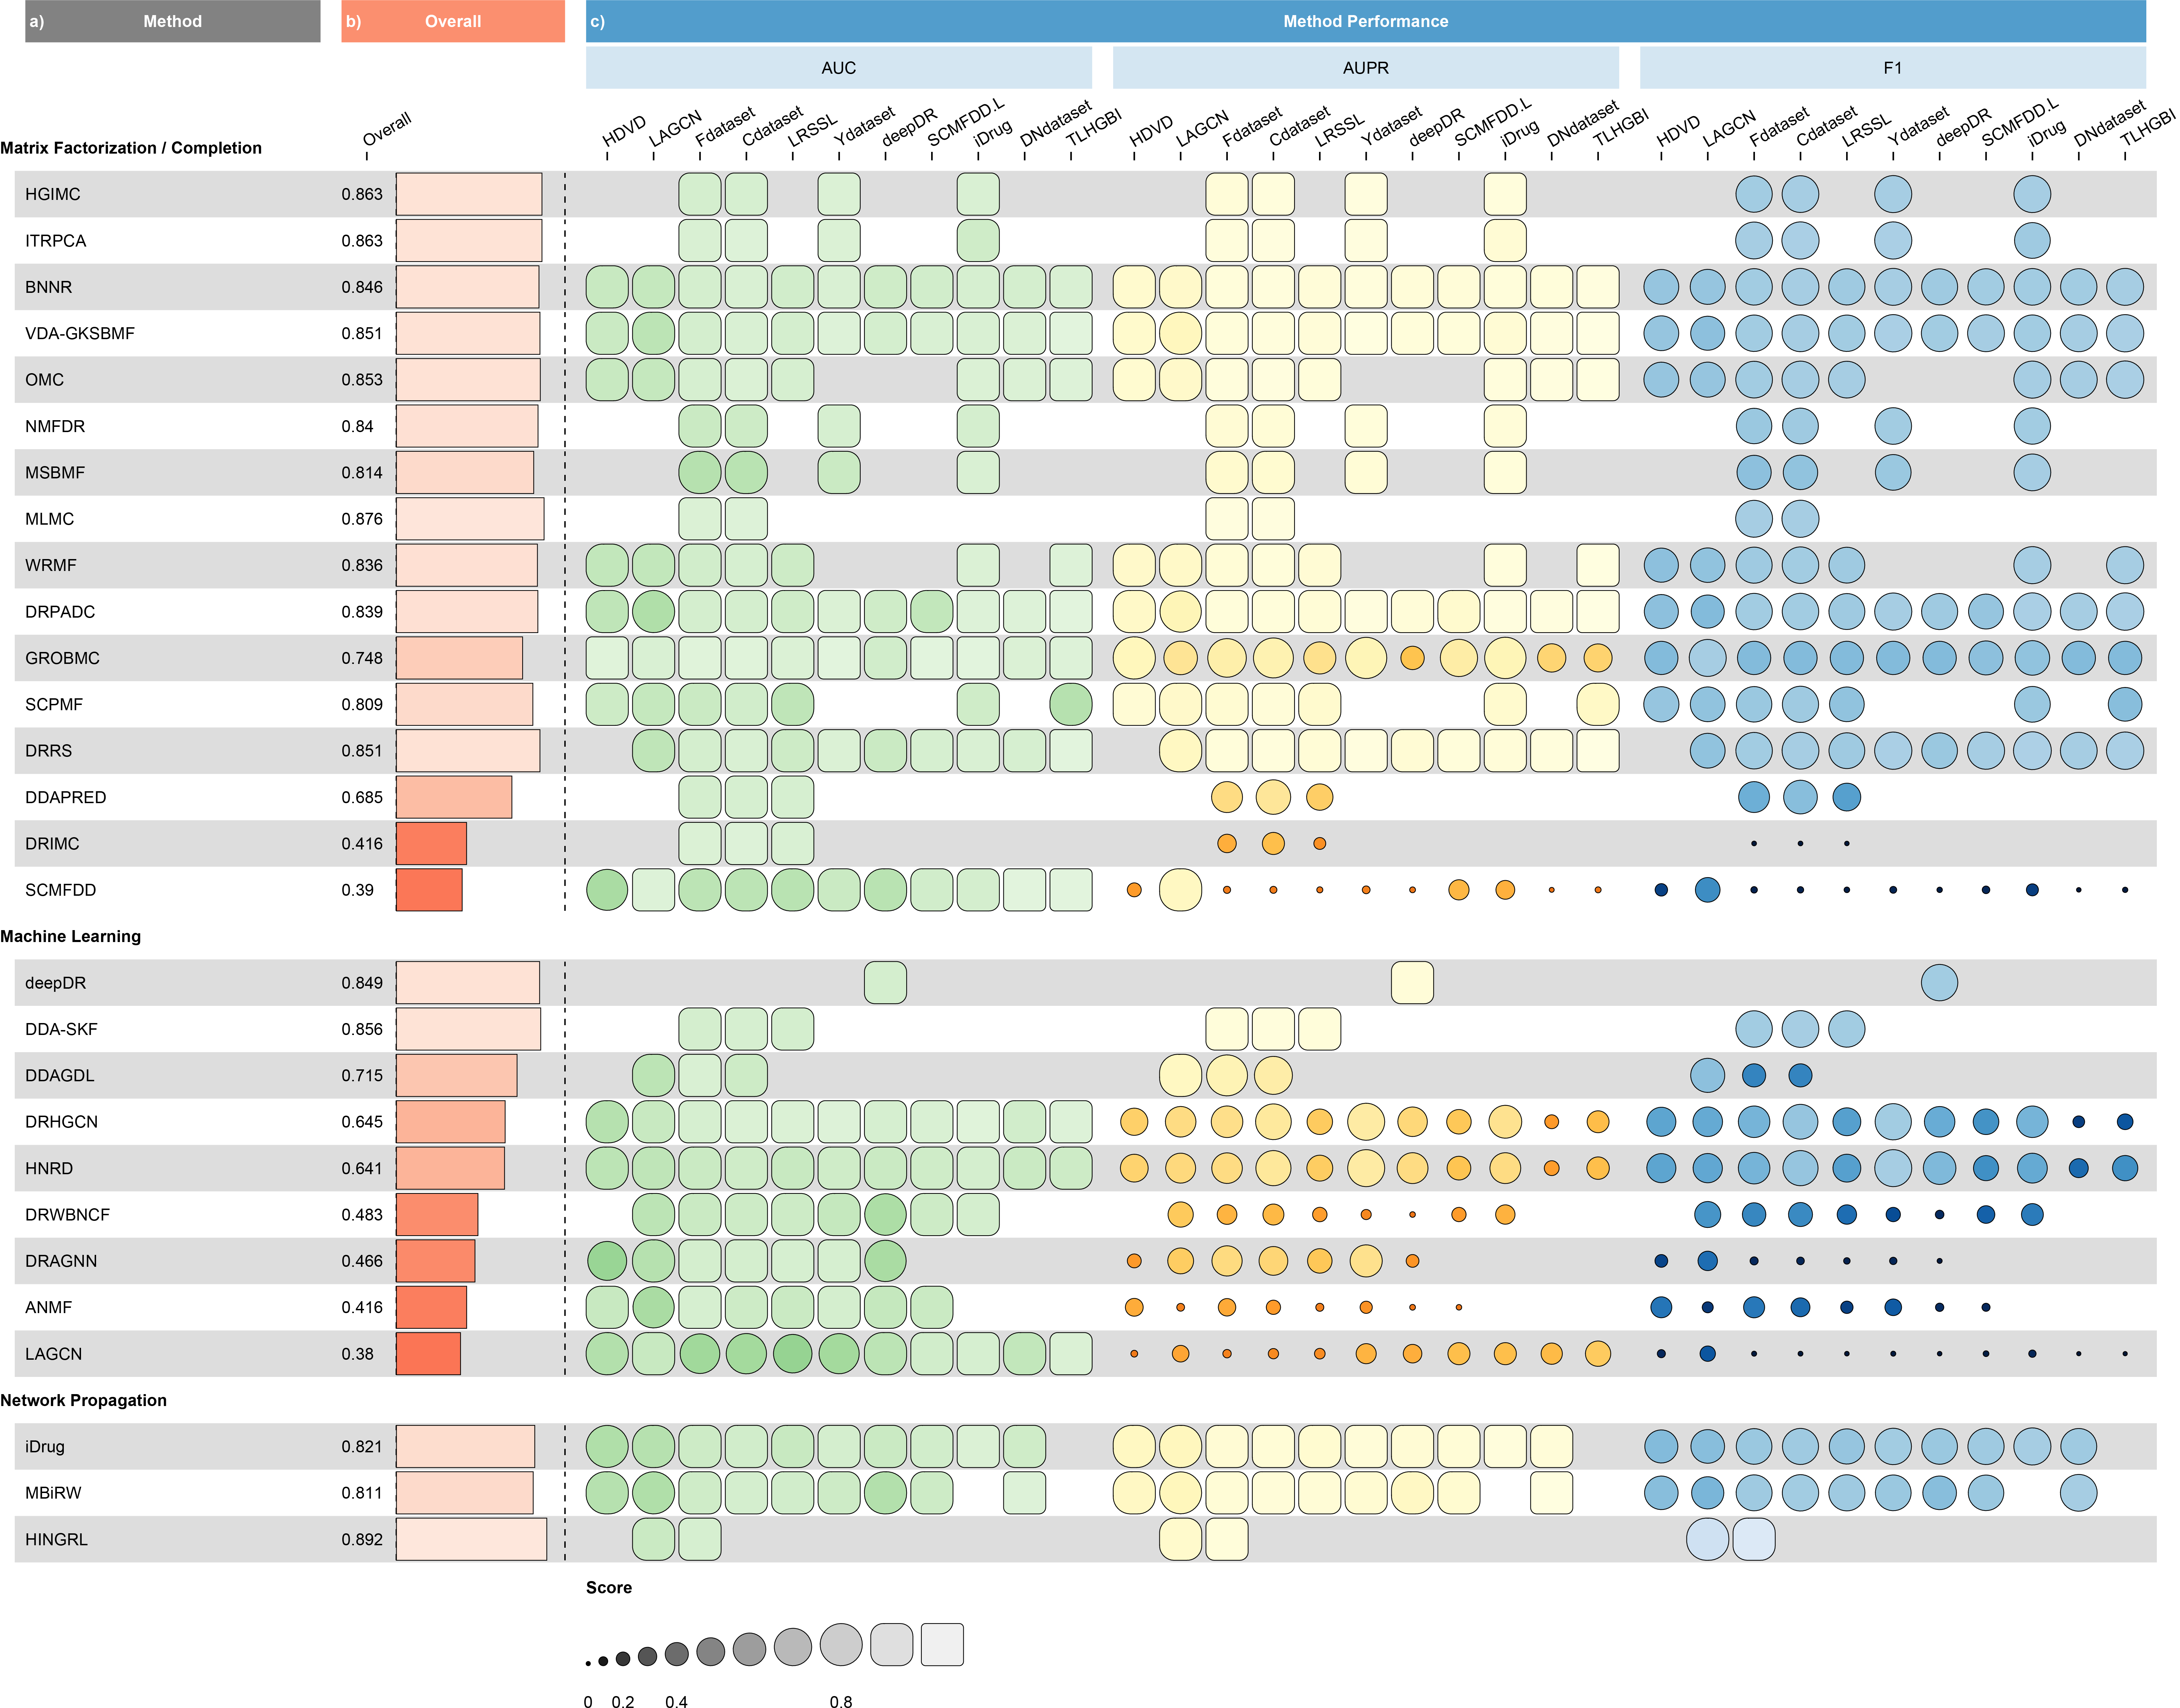 a) Method b) Overall c) Method Performance
AUC AUPR F1
Overall HDVD LAGCN Fdataset Cdataset LRSSL Ydataset deepDR SCMFDD.L iDrug DNdataset TLHGBI HDVD LAGCN Fdataset Cdataset LRSSL Ydataset deepDR SCMFDD.L iDrug DNdataset TLHGBI HDVD LAGCN Fdataset Cdataset LRSSL Ydataset deepDR SCMFDD.L iDrug DNdataset TLHGBI
Matrix Factorization / Completion
HGIMC 0.863
ITRPCA 0.863
BNNR 0.846
VDA-GKSBMF 0.851
OMC 0.853
NMFDR 0.84
MSBMF 0.814
MLMC 0.876
WRMF 0.836
DRPADC 0.839
GROBMC 0.748
SCPMF 0.809
DRRS 0.851
DDAPRED 0.685
DRIMC 0.416
SCMFDD 0.39
Machine Learning
deepDR 0.849
DDA-SKF 0.856
DDAGDL 0.715
DRHGCN 0.645
HNRD 0.641
DRWBNCF 0.483
DRAGNN 0.466
ANMF 0.416
LAGCN 0.38
Network Propagation
iDrug 0.821
MBiRW 0.811
HINGRL 0.892
Score
0 0.2 0.4 0.8